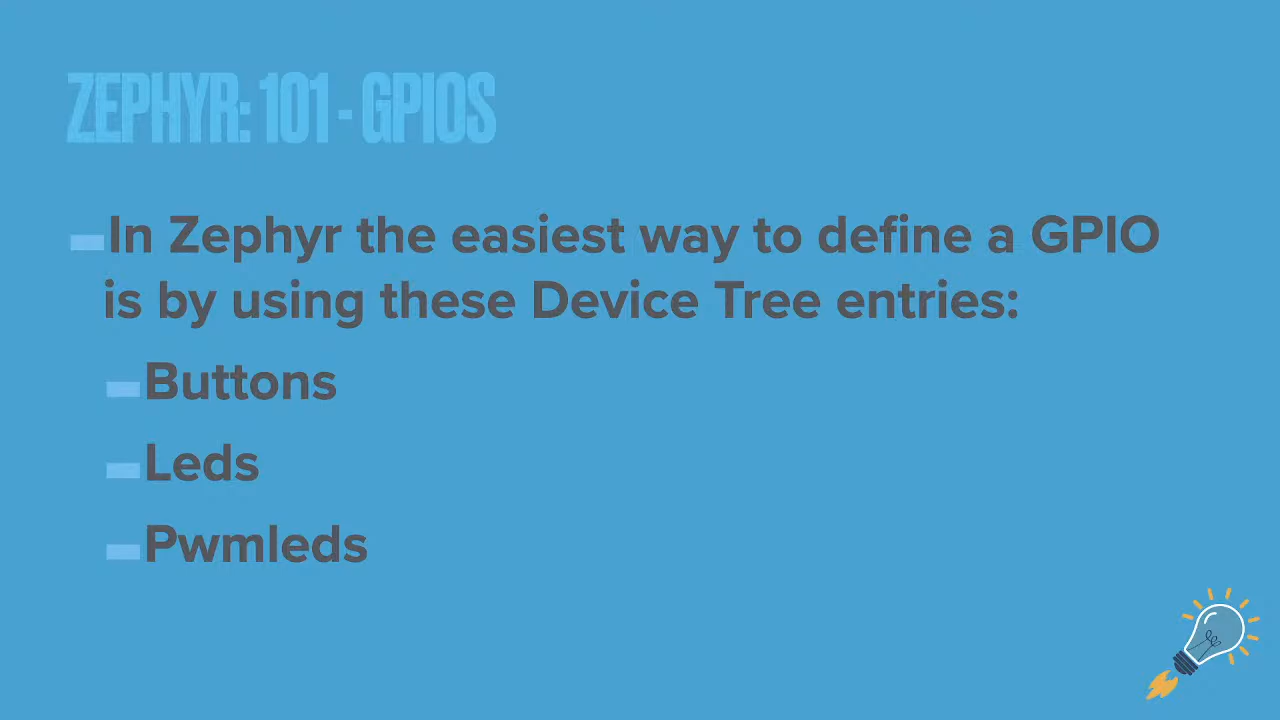 ZEPHYR: 101 - GPIOS
In Zephyr the easiest way to define a GPIO
is by using these Device Tree entries:
Buttons
Leds
Pwmleds